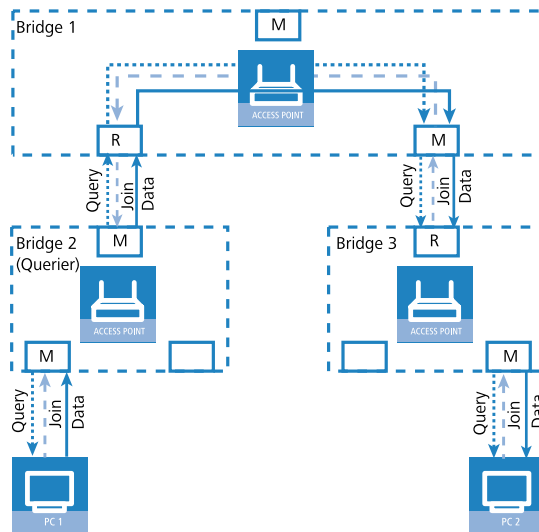 Bridge 1
M
ACCESS POINT
R
M
Query
Join
Data
Query
Join
Data
Bridge 2
(Querier)
M
Bridge 3
R
ACCESS POINT
ACCESS POINT
M
M
Query
Join
Data
Query
Join
Data
PC 1
PC 2